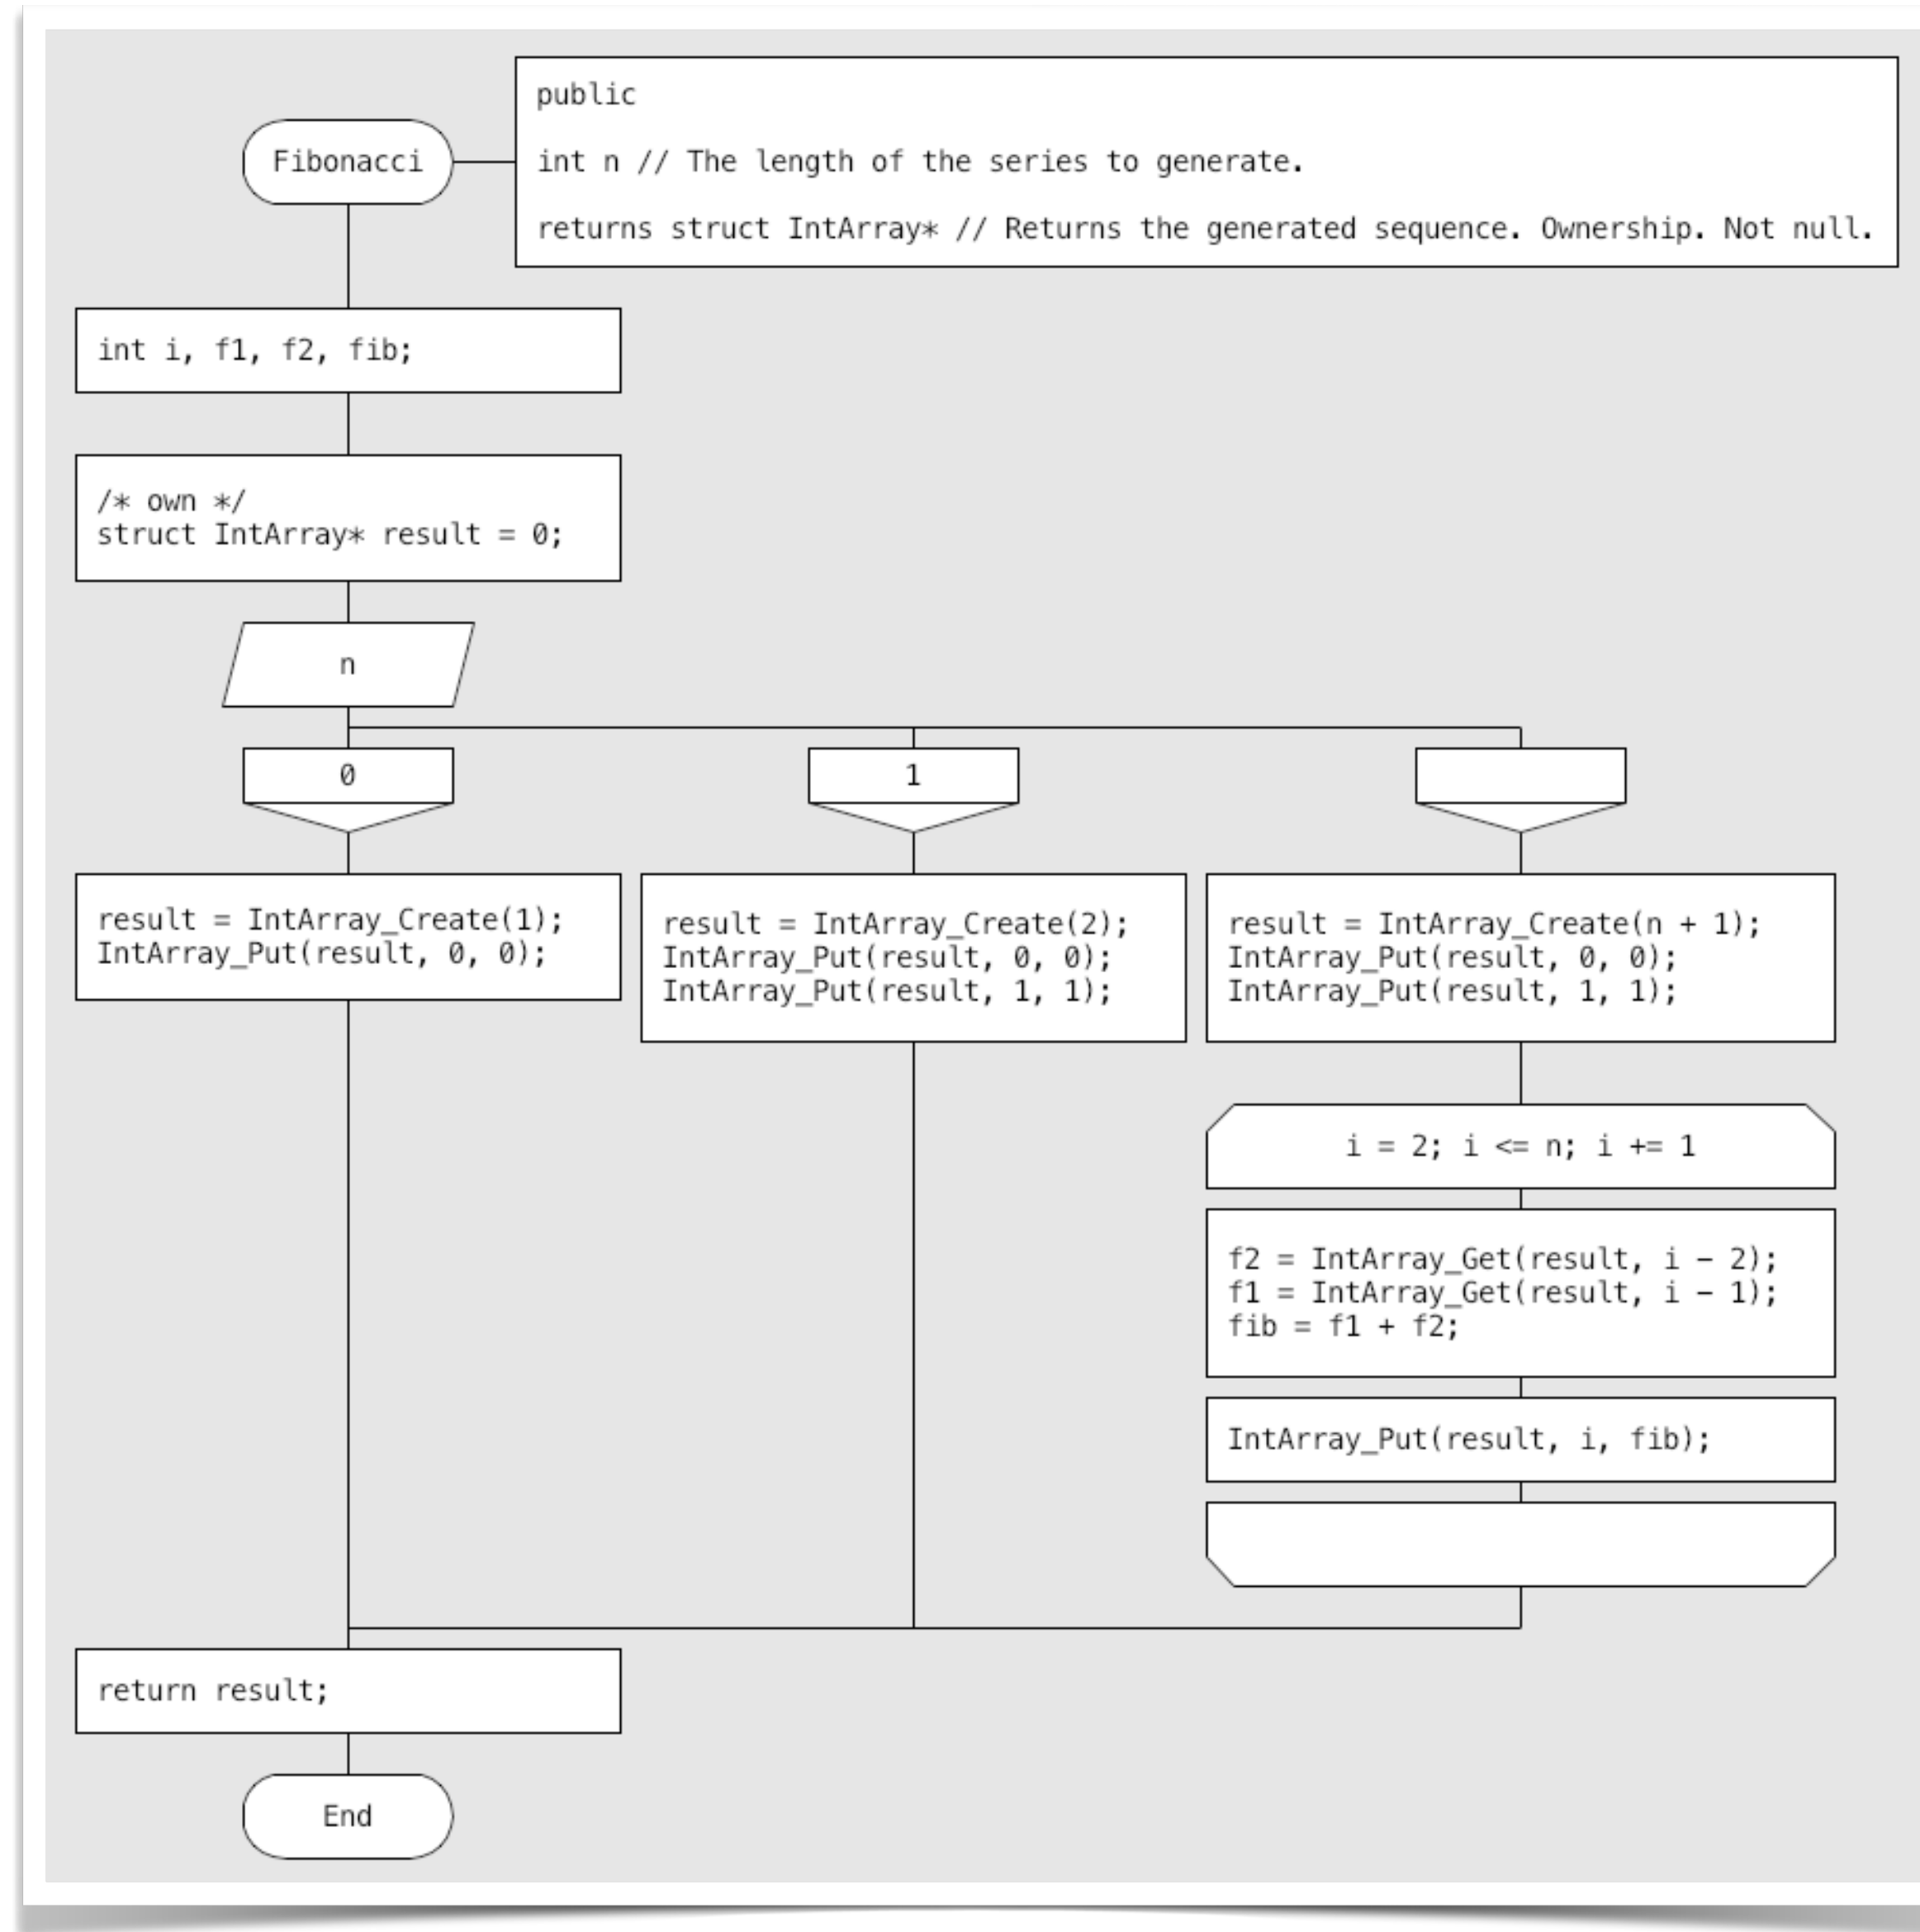 Fibonacci
public
int n // The length of the series to generate.
returns struct IntArray* // Returns the generated sequence. Ownership. Not null.
int i, f1, f2, fib;
/* own */
struct IntArray* result = 0;
n
0
result = IntArray_Create(1);
IntArray_Put(result, 0, 0);
1
result = IntArray_Create(2);
IntArray_Put(result, 0, 0);
IntArray_Put(result, 1, 1);
result = IntArray_Create(n + 1);
IntArray_Put(result, 0, 0);
IntArray_Put(result, 1, 1);
i = 2; i <= n; i += 1
f2 = IntArray_Get(result, i − 2);
f1 = IntArray_Get(result, i − 1);
fib = f1 + f2;
IntArray_Put(result, i, fib);
return result;
End